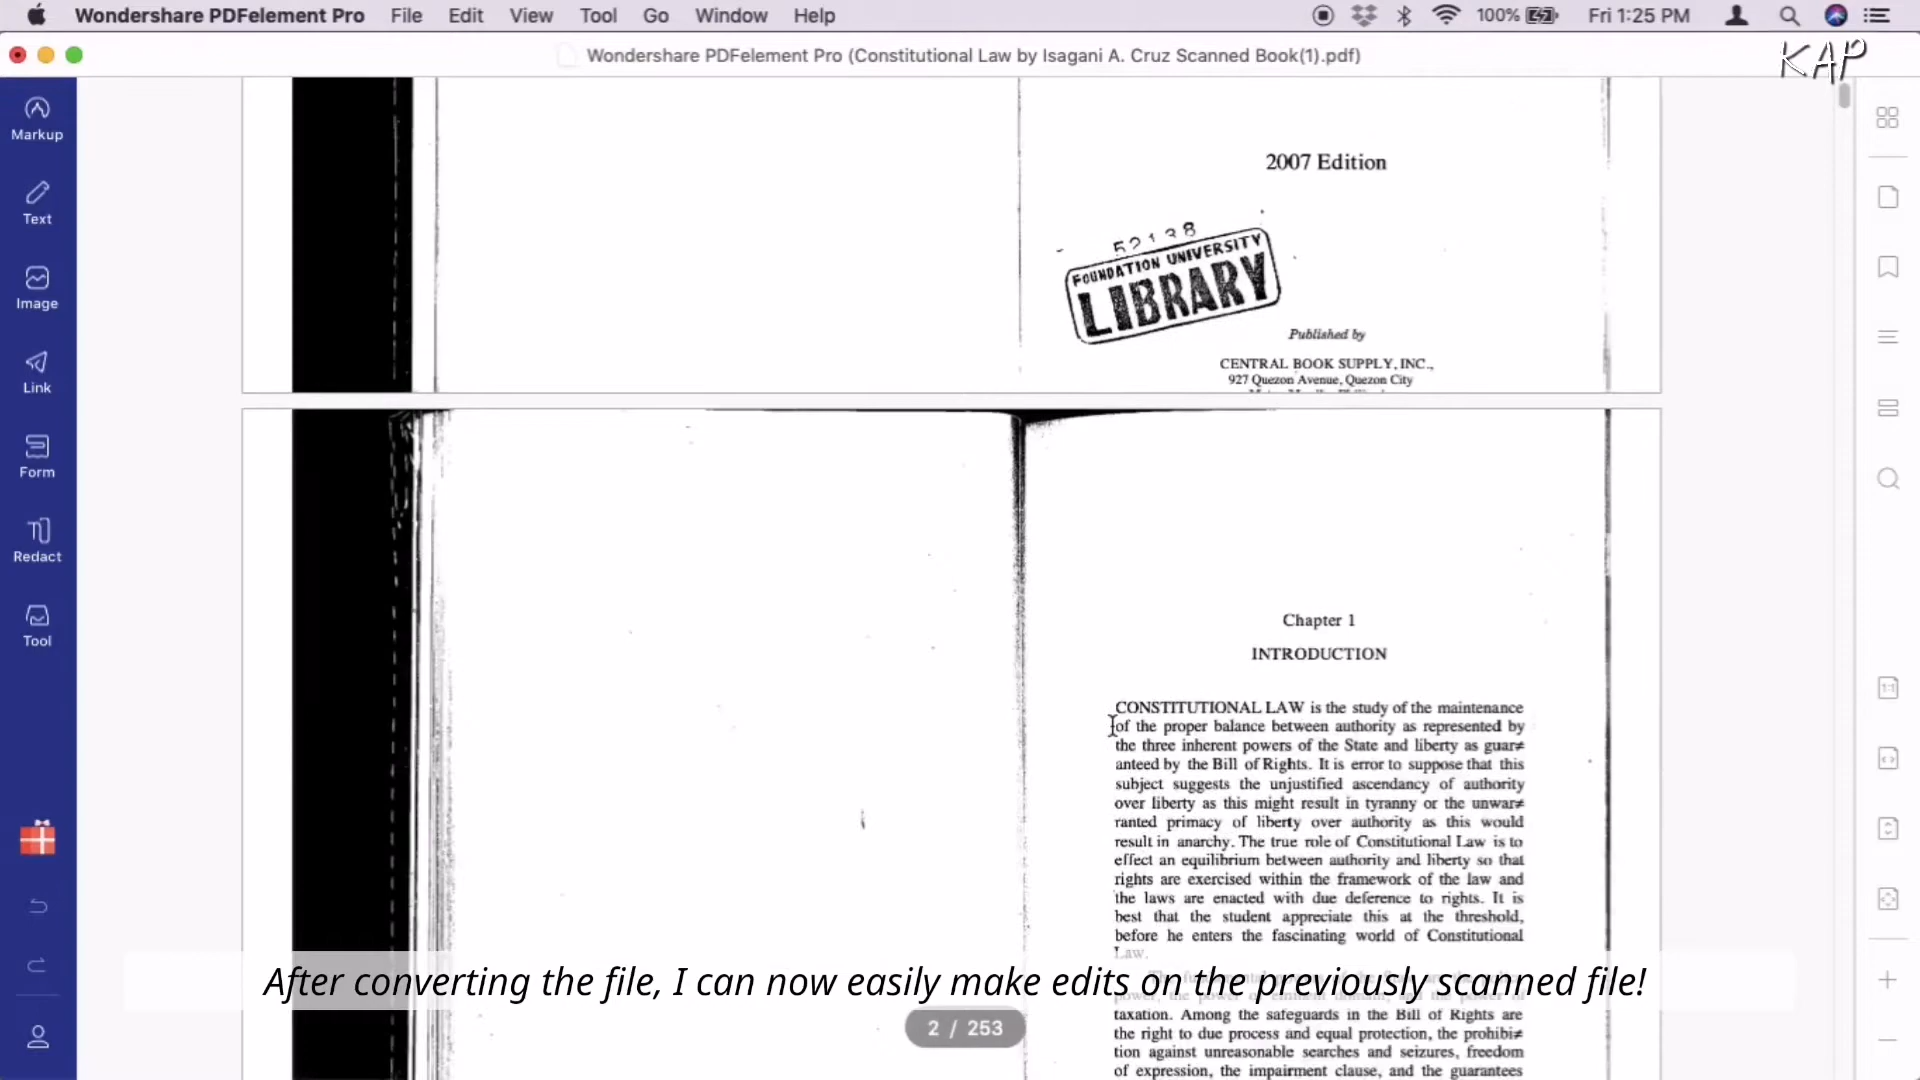 Wondershare PDFelement Pro File Edit View Tool Go Window Help 100% Fri 1:25 PM
Wondershare PDFelement Pro (Constitutional Law by Isagani A. Cruz Scanned Book(1).pdf)
KAP
Markup
Text
Image
Link
Form
Redact
Tool
2007 Edition
52138
FOUNDATION UNIVERSITY
LIBRARY
Published by
CENTRAL BOOK SUPPLY, INC.,
927 Quezon Avenue, Quezon City
Chapter 1
INTRODUCTION
CONSTITUTIONAL LAW is the study of the maintenance
of the proper balance between authority as represented by
the three inherent powers of the State and liberty as guar≠
anteed by the Bill of Rights. It is error to suppose that this
subject suggests the unjustified ascendancy of authority
over liberty as this might result in tyranny or the unwar≠
ranted primacy of liberty over authority as this would
result in anarchy. The true role of Constitutional Law is to
effect an equilibrium between authority and liberty so that
rights are exercised within the framework of the law and
the laws are enacted with due deference to rights. It is
best that the student appreciate this at the threshold,
before he enters the fascinating world of Constitutional
Law.
After converting the file, I can now easily make edits on the previously scanned file!
taxation. Among the safeguards in the Bill of Rights are
the right to due process and equal protection, the prohibi≠
tion against unreasonable searches and seizures, freedom
of expression, the impairment clause, and the guarantees
2 / 253